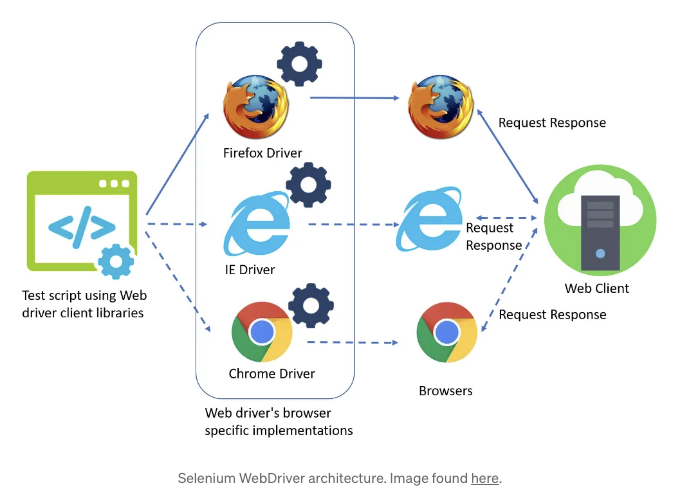 Firefox Driver
Request Response
Request
Response
IE Driver
Test script using Web
driver client libraries
Web Client
Request Response
Chrome Driver
Browsers
Web driver's browser
specific implementations
Selenium WebDriver architecture. Image found here.